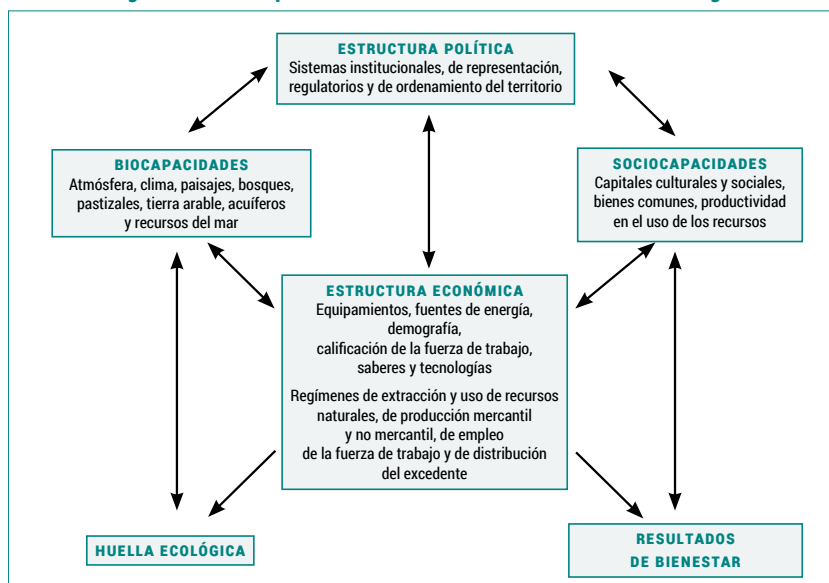 ESTRUCTURA POLÍTICA
Sistemas institucionales, de representación,
regulatorios y de ordenamiento del territorio
BIOCAPACIDADES
Atmósfera, clima, paisajes, bosques,
pastizales, tierra arable, acuíferos
y recursos del mar
SOCIOCAPACIDADES
Capitales culturales y sociales,
bienes comunes, productividad
en el uso de los recursos
ESTRUCTURA ECONÓMICA
Equipamientos, fuentes de energía,
demografía,
calificación de la fuerza de trabajo,
saberes y tecnologías
Regímenes de extracción y uso de recursos
naturales, de producción mercantil
y no mercantil, de empleo
de la fuerza de trabajo y de distribución
del excedente
HUELLA ECOLÓGICA
RESULTADOS
DE BIENESTAR